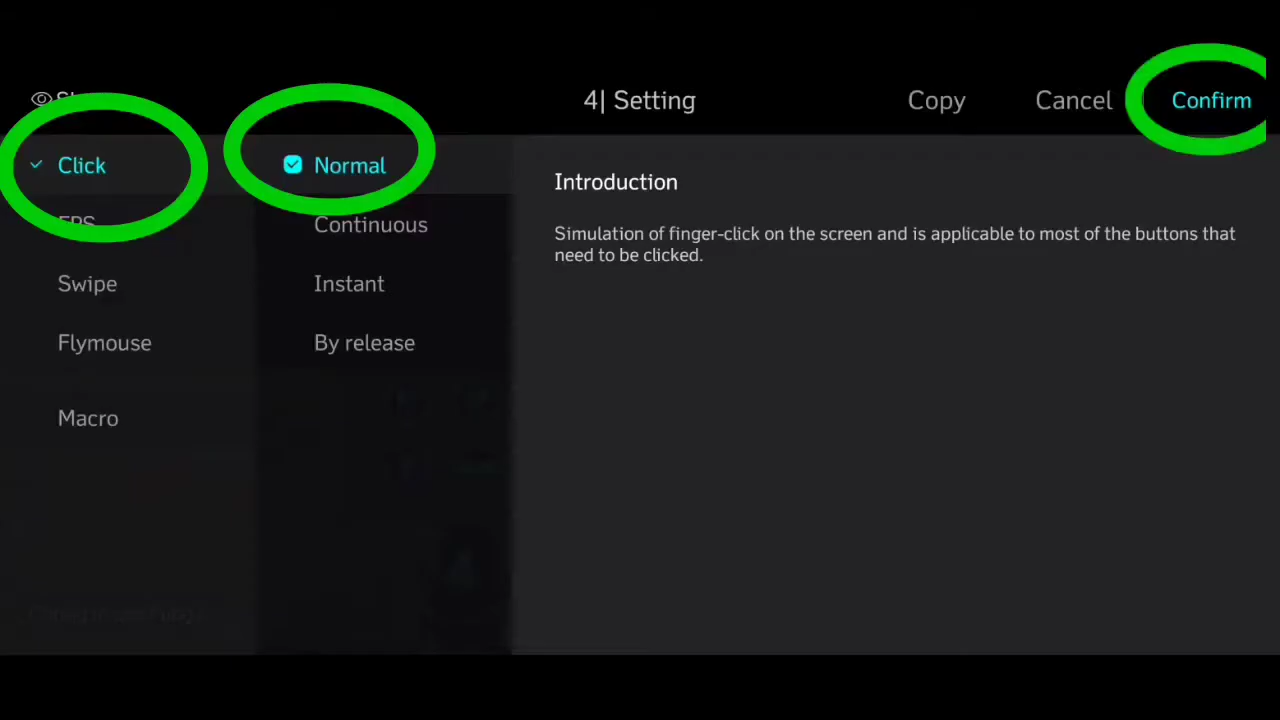 4| Setting
Copy
Cancel
Confirm
Click
Normal
FPS
Continuous
Swipe
Instant
Flymouse
By release
Macro
Introduction
Simulation of finger-click on the screen and is applicable to most of the buttons that
need to be clicked.